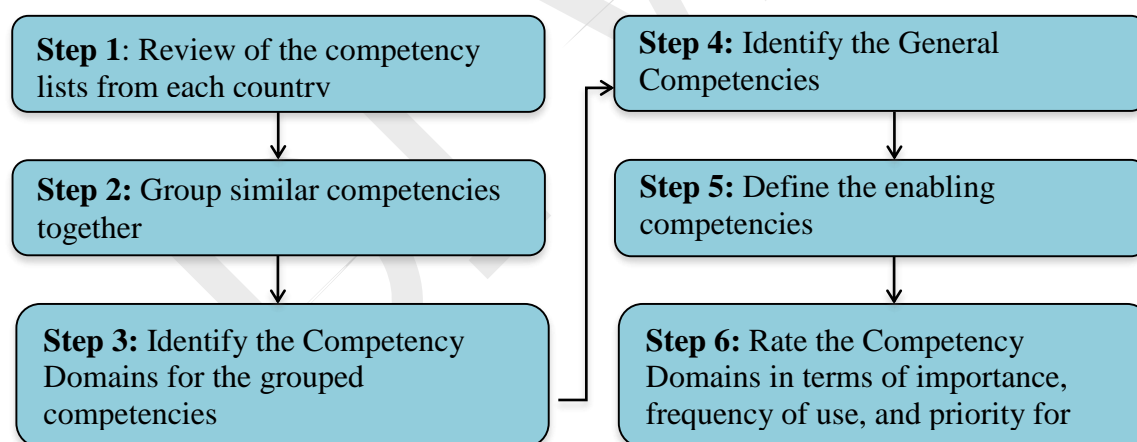 Step 1: Review of the competency
lists from each country
Step 2: Group similar competencies
together
Step 3: Identify the Competency
Domains for the grouped
competencies
Step 4: Identify the General
Competencies
Step 5: Define the enabling
competencies
Step 6: Rate the Competency
Domains in terms of importance,
frequency of use, and priority for